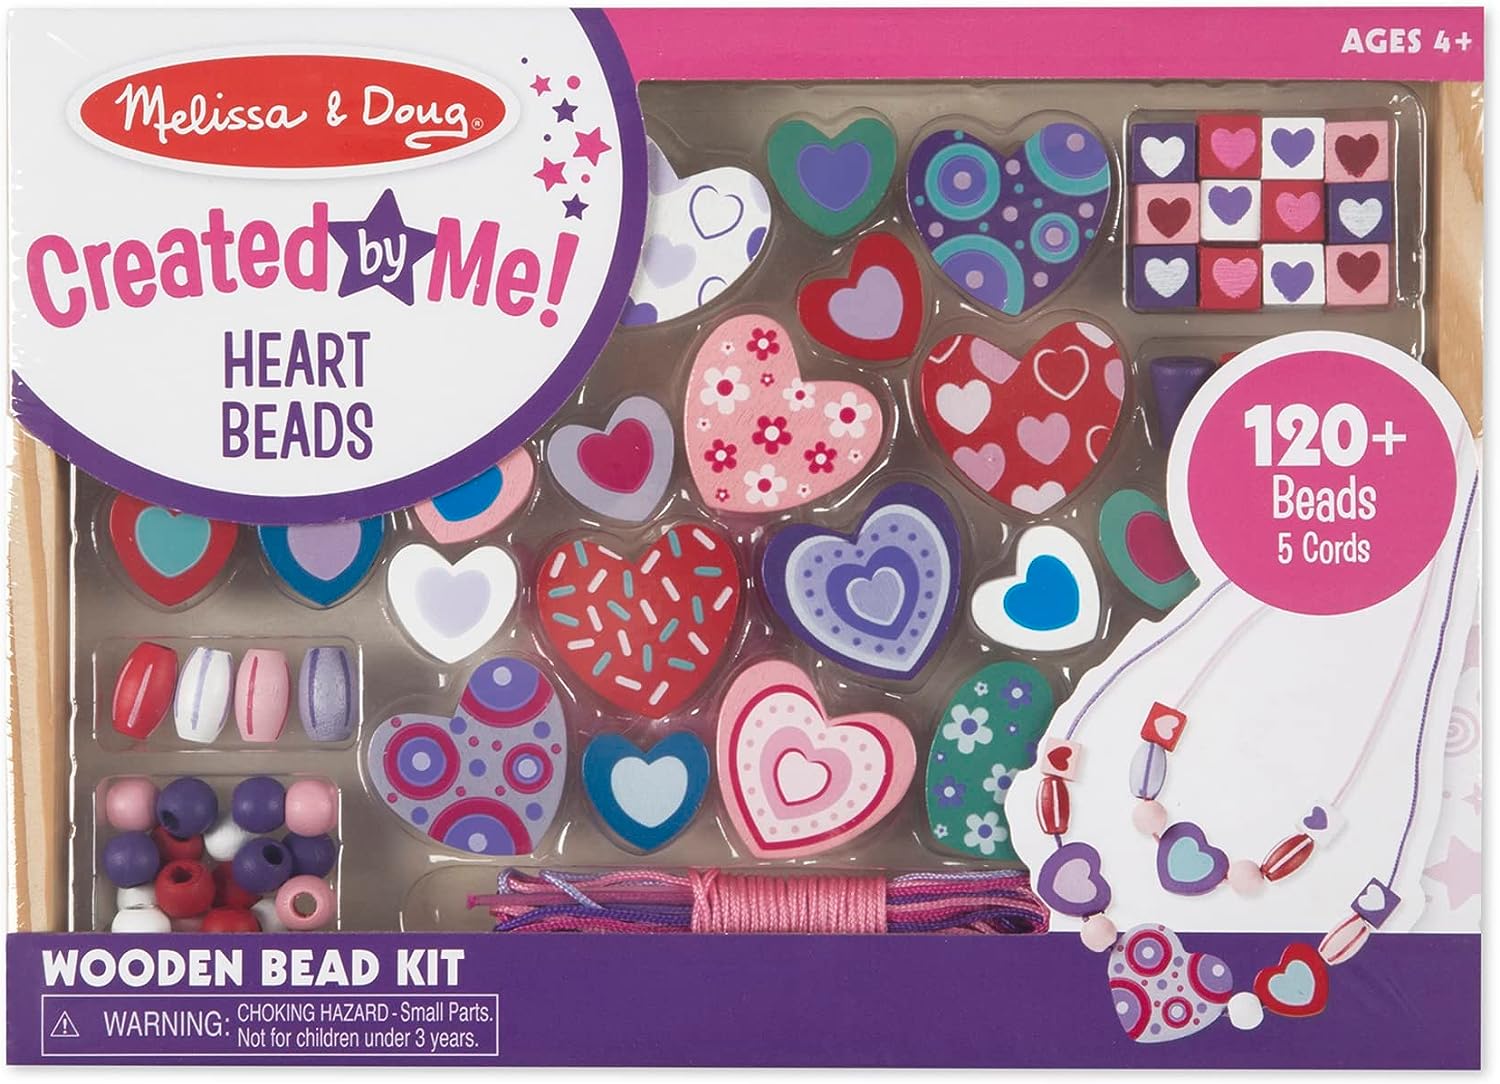 Melissa & Doug®
Created by Me!
HEART
BEADS
AGES 4+
120+
Beads
5 Cords
WOODEN BEAD KIT
WARNING: CHOKING HAZARD - Small Parts.
Not for children under 3 years.